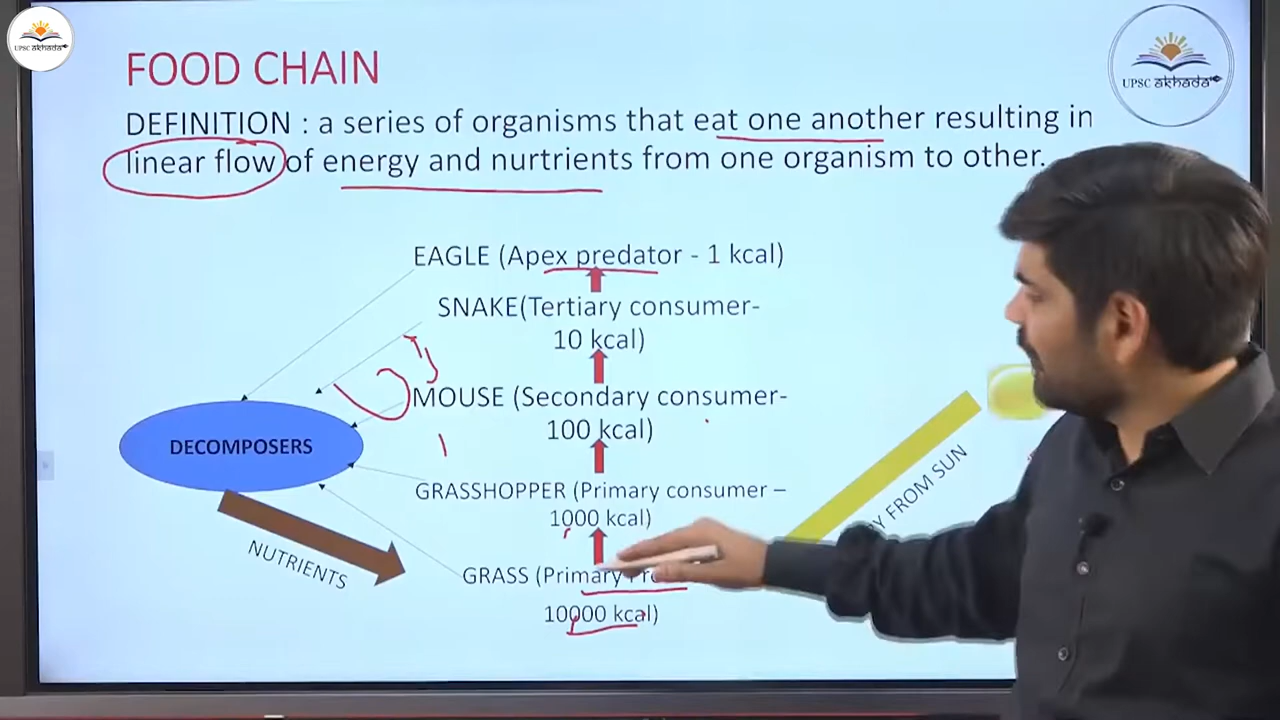 UPSC akhada
FOOD CHAIN
UPSC akhada
DEFINITION : a series of organisms that eat one another resulting in
linear flow of energy and nurtrients from one organism to other.
EAGLE (Apex predator - 1 kcal)
SNAKE(Tertiary consumer-
10 kcal)
MOUSE (Secondary consumer-
100 kcal)
DECOMPOSERS
GRASSHOPPER (Primary consumer –
1000 kcal)
FROM SUN
NUTRIENTS
GRASS (Primary
10000 kcal)